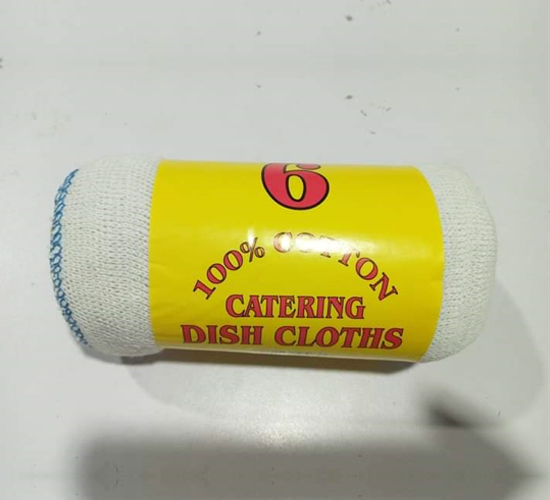 6
100% COTTON
CATERING
DISH CLOTHS